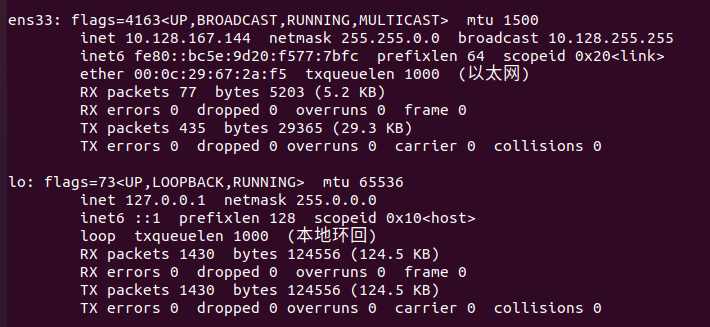 ens33: flags=4163<UP,BROADCAST,RUNNING,MULTICAST>  mtu 1500
        inet 10.128.167.144  netmask 255.255.0.0  broadcast 10.128.255.255
        inet6 fe80::bc5e:9d20:f577:7bfc  prefixlen 64  scopeid 0x20<link>
        ether 00:0c:29:67:2a:f5  txqueuelen 1000  (以太网)
        RX packets 77  bytes 5203 (5.2 KB)
        RX errors 0  dropped 0  overruns 0  frame 0
        TX packets 435  bytes 29365 (29.3 KB)
        TX errors 0  dropped 0 overruns 0  carrier 0  collisions 0

lo: flags=73<UP,LOOPBACK,RUNNING>  mtu 65536
        inet 127.0.0.1  netmask 255.0.0.0
        inet6 ::1  prefixlen 128  scopeid 0x10<host>
        loop  txqueuelen 1000  (本地环回)
        RX packets 1430  bytes 124556 (124.5 KB)
        RX errors 0  dropped 0  overruns 0  frame 0
        TX packets 1430  bytes 124556 (124.5 KB)
        TX errors 0  dropped 0 overruns 0  carrier 0  collisions 0